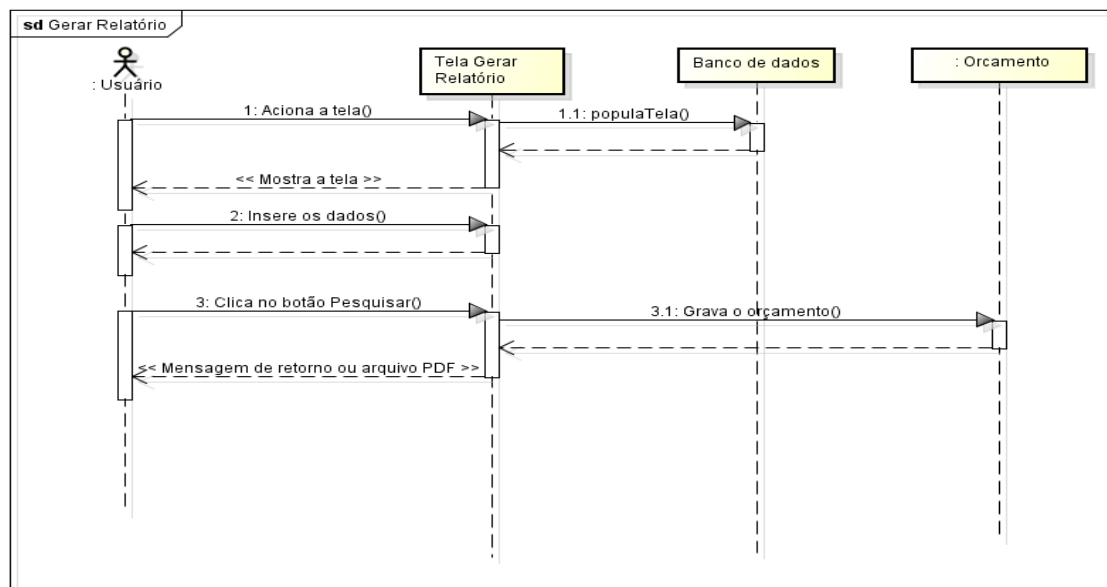 sd Gerar Relatório
: Usuário
Tela Gerar
Relatório
Banco de dados
: Orcamento
1: Aciona a tela()
1.1: populaTela()
<< Mostra a tela >>
2: Insere os dados()
3: Clica no botão Pesquisar()
3.1: Grava o orçamento()
<< Mensagem de retorno ou arquivo PDF >>